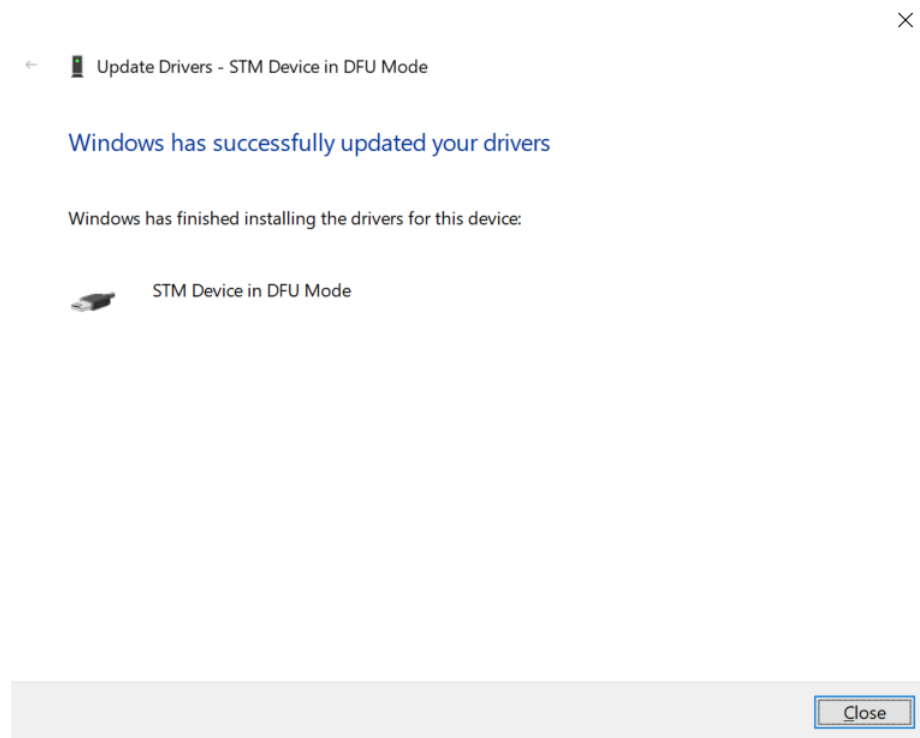 Update Drivers - STM Device in DFU Mode
Windows has successfully updated your drivers
Windows has finished installing the drivers for this device:
STM Device in DFU Mode
Close